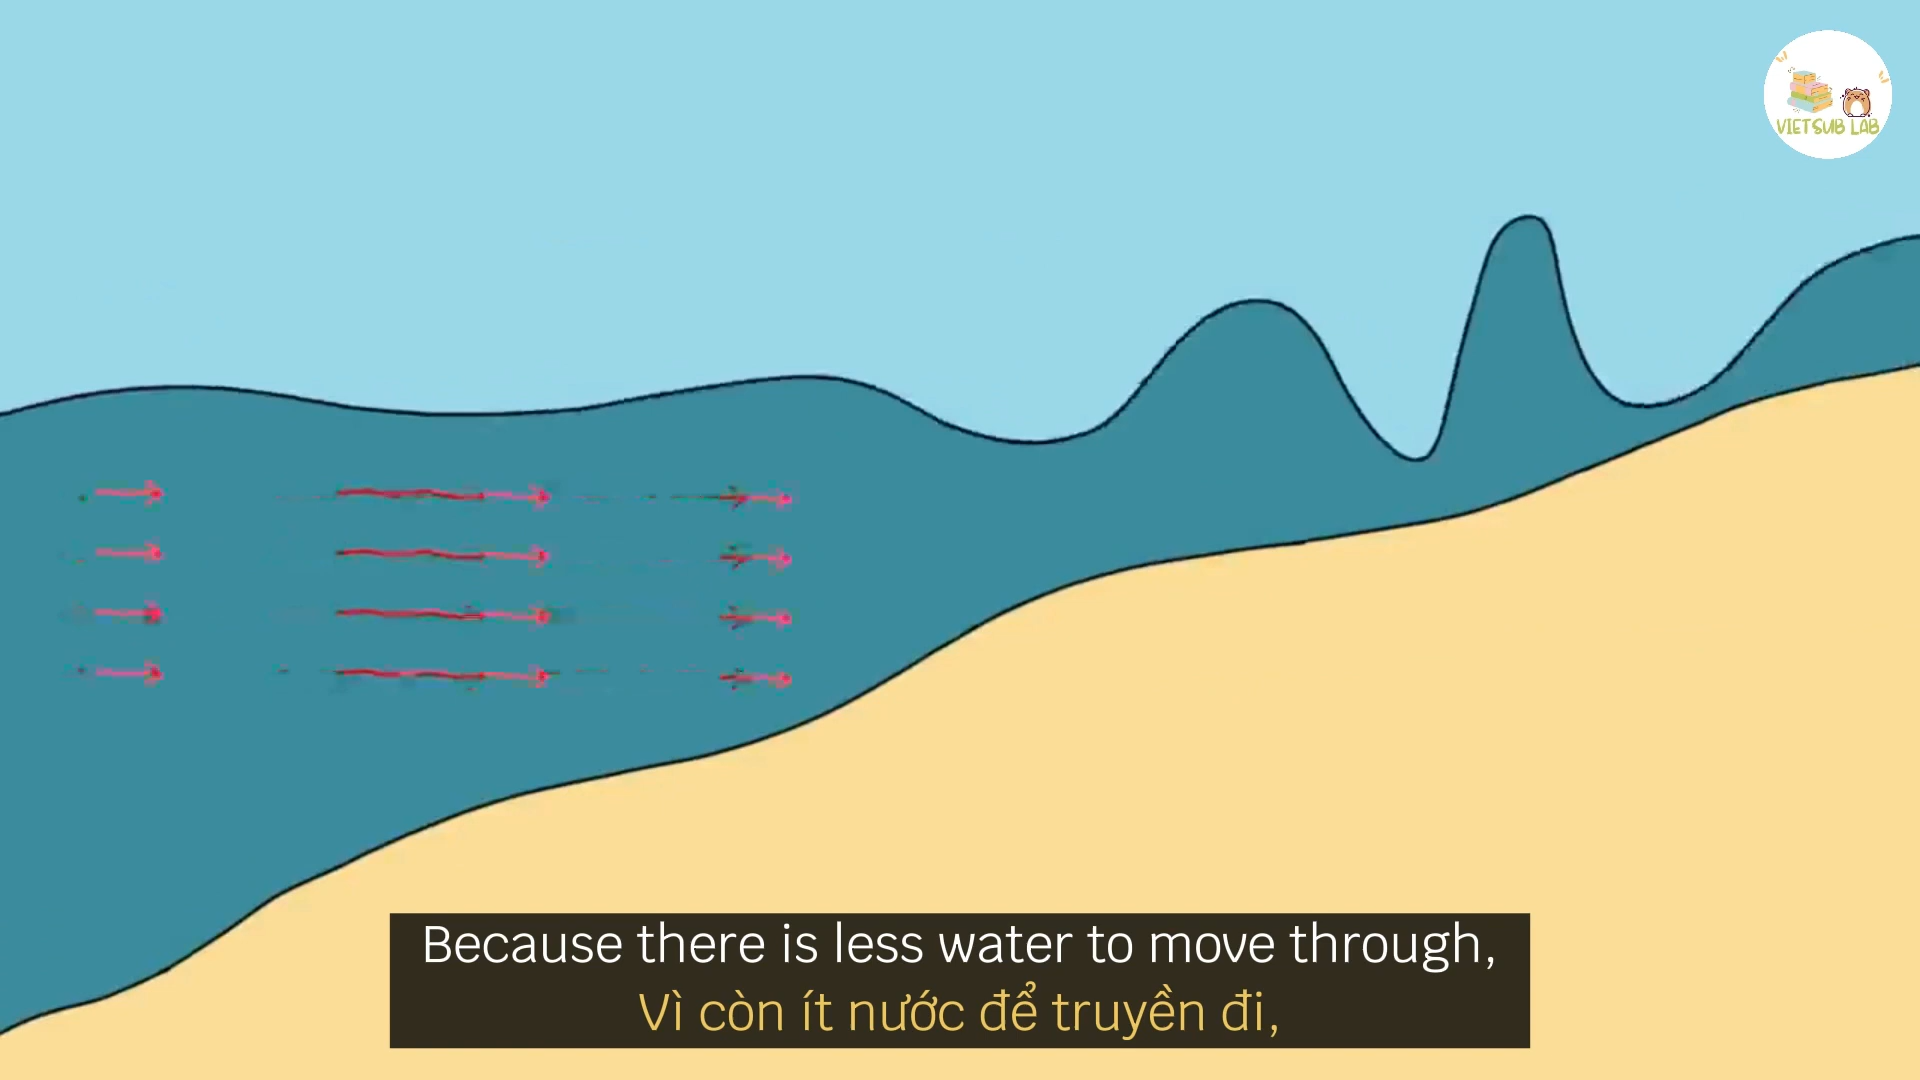 VIETSUB LAB
Because there is less water to move through,
Vì còn ít nước để truyền đi,